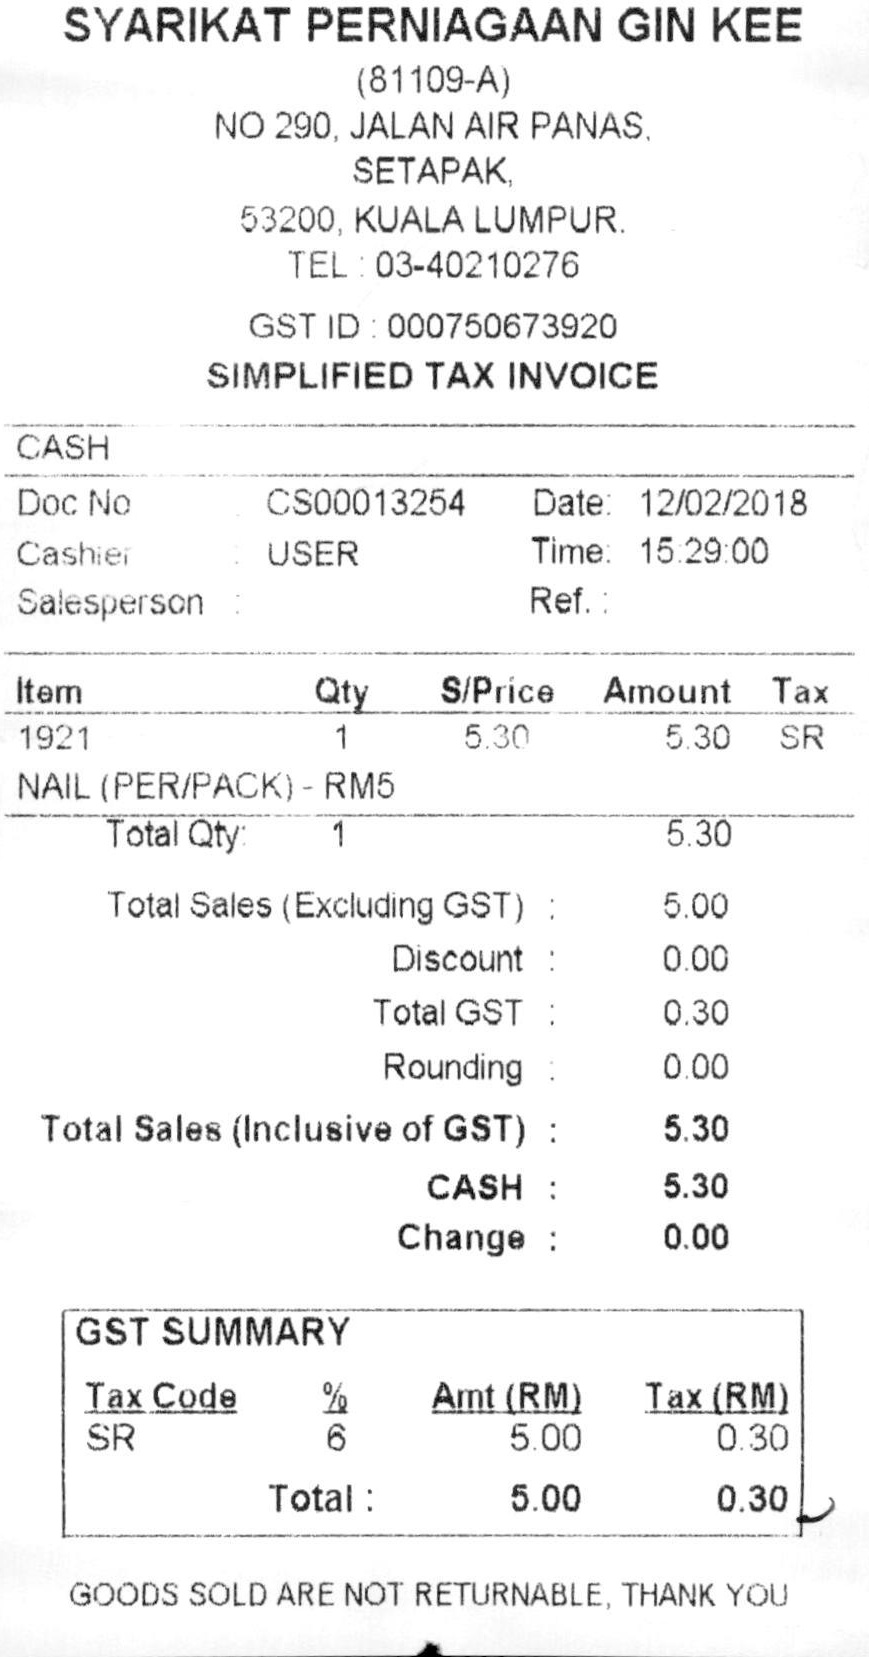 SYARIKAT PERNIAGAAN GIN KEE
(81109-A)
NO 290, JALAN AIR PANAS,
SETAPAK,
53200, KUALA LUMPUR.
TEL : 03-40210276
GST ID : 000750673920
SIMPLIFIED TAX INVOICE
CASH
Doc No : CS00013254 Date: 12/02/2018
Cashier : USER Time: 15:29:00
Salesperson : Ref. :
Item Qty S/Price Amount Tax
1921 1 5.30 5.30 SR
NAIL (PER/PACK) - RM5
Total Qty: 1 5.30
Total Sales (Excluding GST) : 5.00
Discount : 0.00
Total GST : 0.30
Rounding : 0.00
Total Sales (Inclusive of GST) : 5.30
CASH : 5.30
Change : 0.00
GST SUMMARY
Tax Code % Amt (RM) Tax (RM)
SR 6 5.00 0.30
Total : 5.00 0.30
GOODS SOLD ARE NOT RETURNABLE, THANK YOU